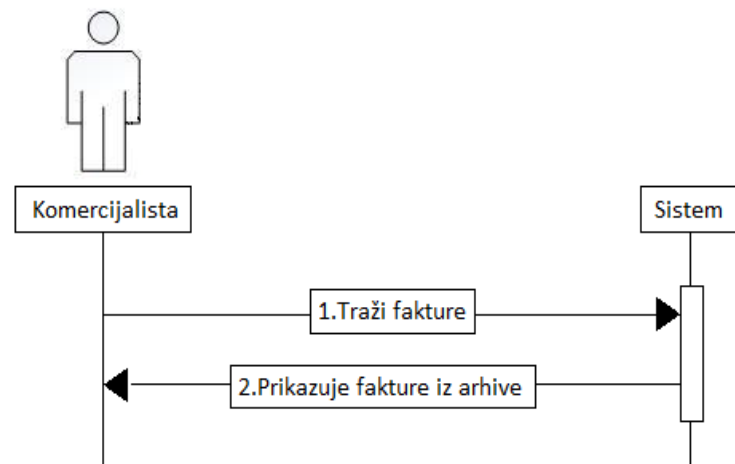 Komercijalista
Sistem
1.Traži fakture
2.Prikazuje fakture iz arhive